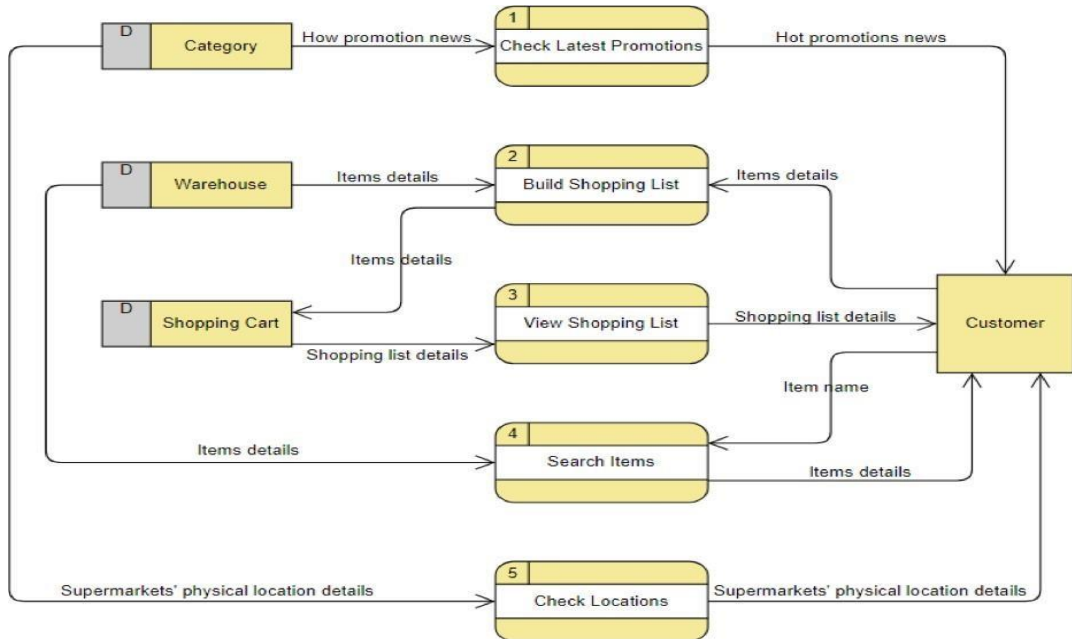 D
Category
How promotion news
1
Check Latest Promotions
Hot promotions news
D
Warehouse
Items details
2
Build Shopping List
Items details
Items details
D
Shopping Cart
Shopping list details
3
View Shopping List
Shopping list details
Customer
Item name
Items details
4
Search Items
Items details
Supermarkets' physical location details
5
Check Locations
Supermarkets' physical location details